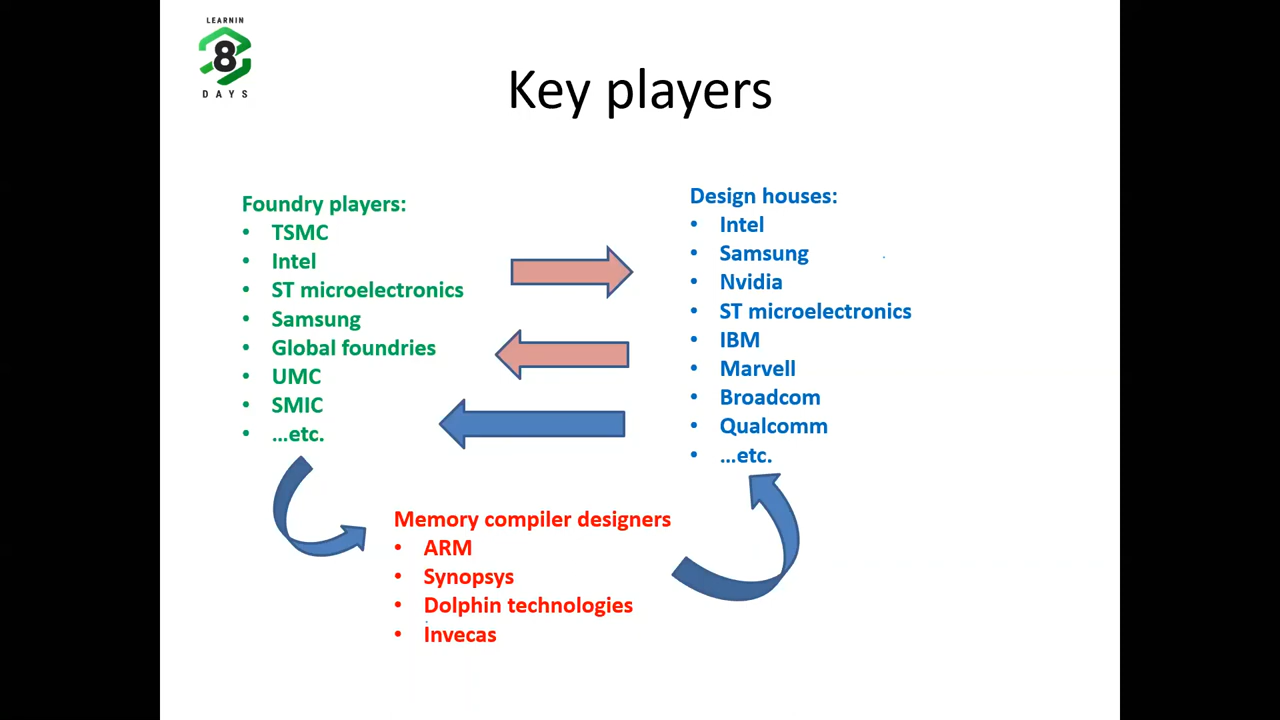 LEARNIN
8
DAYS
Key players
Foundry players:
• TSMC
• Intel
• ST microelectronics
• Samsung
• Global foundries
• UMC
• SMIC
• ...etc.
Design houses:
• Intel
• Samsung
• Nvidia
• ST microelectronics
• IBM
• Marvell
• Broadcom
• Qualcomm
• ...etc.
Memory compiler designers
• ARM
• Synopsys
• Dolphin technologies
• Invecas